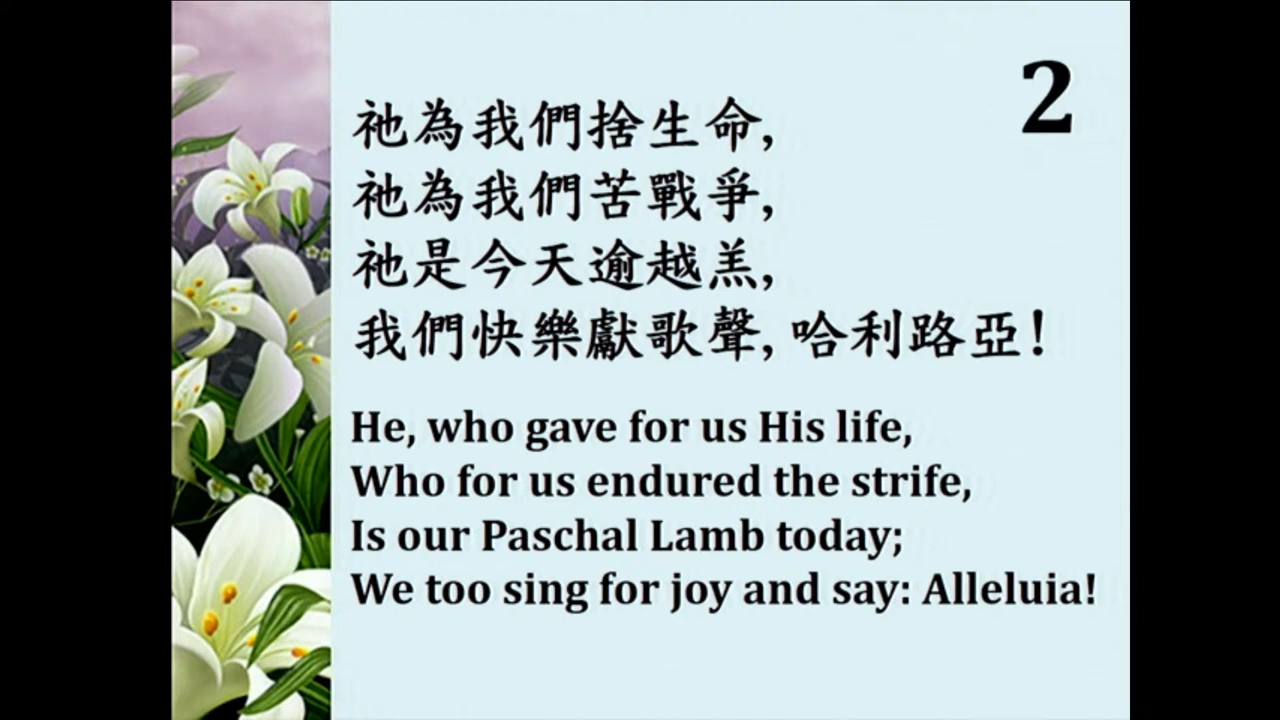 2
祂為我們捨生命,
祂為我們苦戰爭,
祂是今天逾越羔,
我們快樂獻歌聲, 哈利路亞!
He, who gave for us His life,
Who for us endured the strife,
Is our Paschal Lamb today;
We too sing for joy and say: Alleluia!